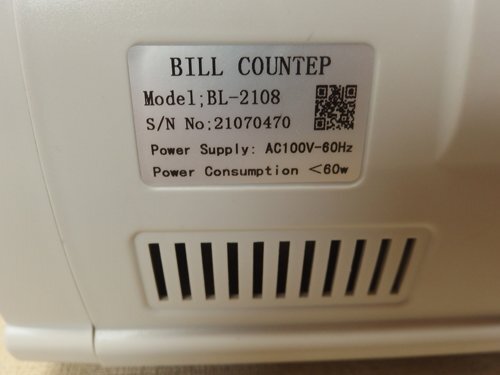 BILL COUNTEP
Model;BL-2108
S/N No:21070470
Power Supply: AC100V-60Hz
Power Consumption <60w